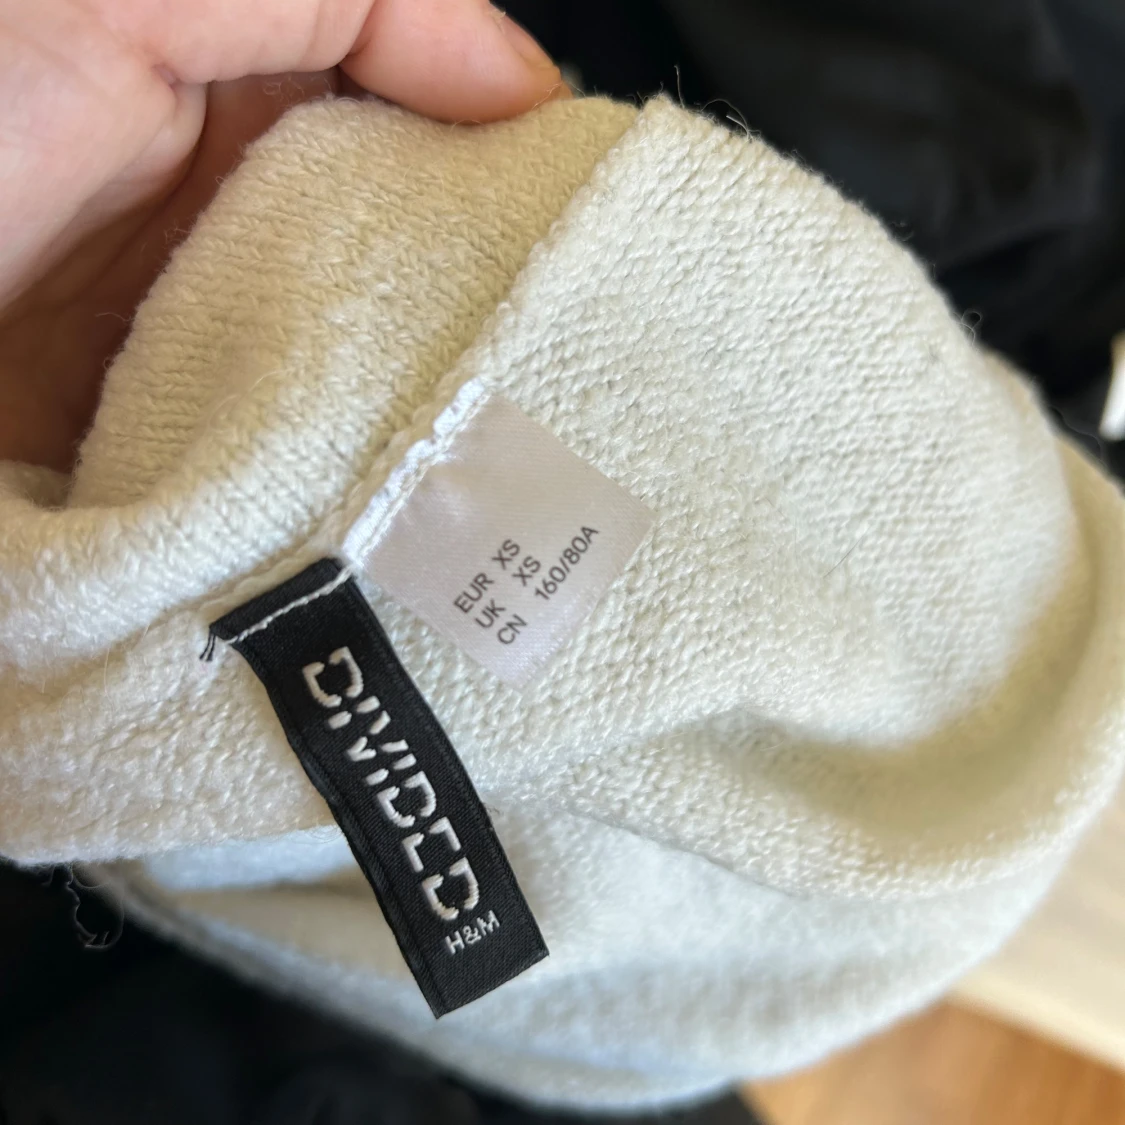 EUR XS
UK XS
CN 160/80A
DIVIDED
H&M